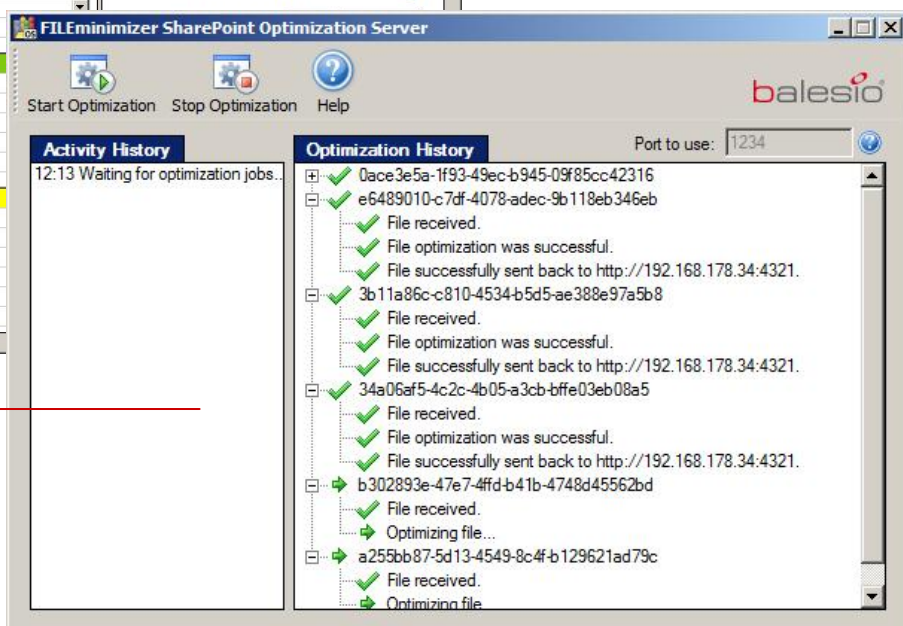 FILEminimizer SharePoint Optimization Server
Start Optimization Stop Optimization Help
balesio
Activity History
12:13 Waiting for optimization jobs..
Optimization History
Port to use: 1234
0ace3e5a-1f93-49ec-b945-09f85cc42316
e6489010-c7df-4078-adec-9b118eb346eb
File received.
File optimization was successful.
File successfully sent back to http://192.168.178.34:4321.
3b11a86c-c810-4534-b5d5-ae388e97a5b8
File received.
File optimization was successful.
File successfully sent back to http://192.168.178.34:4321.
34a06af5-4c2c-4b05-a3cb-bffe03eb08a5
File received.
File optimization was successful.
File successfully sent back to http://192.168.178.34:4321.
b302893e-47e7-4ffd-b41b-4748d45562bd
File received.
Optimizing file...
a255bb87-5d13-4549-8c4f-b129621ad79c
File received.
Optimizing file